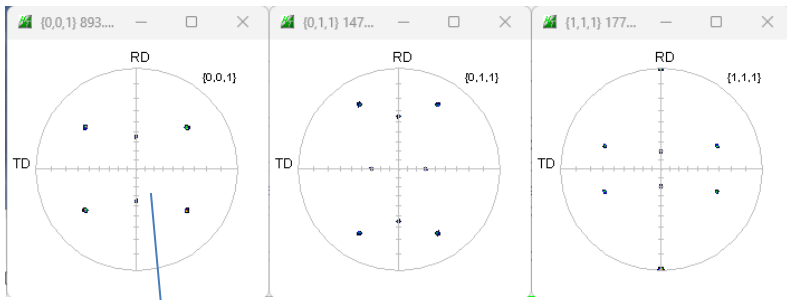 {0,0,1} 893....
{0,1,1} 147...
{1,1,1} 177...
RD
{0,0,1}
TD
RD
{0,1,1}
TD
RD
{1,1,1}
TD